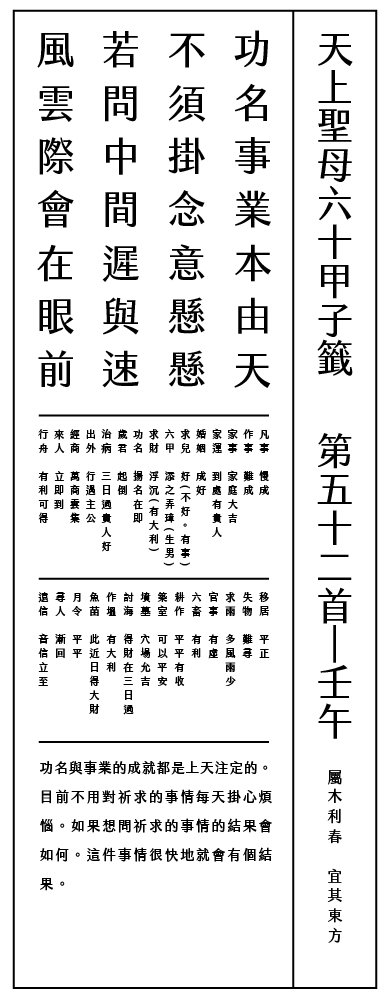 天上聖母六十甲子籤　第五十二首—壬午　屬木利春　宜其東方
功名事業本由天
不須掛念意懸懸
若問中間遲與速
風雲際會在眼前
凡事　慢成
作事　難成
家事　家庭大吉
家運　到處有貴人
婚姻　成好
求兒　好(不好。有事)
六甲　添之弄璋(生男)
求財　浮沉(有大利)
功名　揚名在即
歲君　起倒
治病　三日過貴人好
出外　行遇主公
經商　萬商雲集
來人　立即到
行舟　有利可得
移居　平正
失物　難尋
求雨　多風雨少
官事　有虛
六畜　有利
耕作　平平有收
築室　可以平安
墳墓　穴場允吉
討海　得財在三日過
作塭　有大利
魚苗　此近日得大財
月令　平平
尋人　漸回
遠信　音信立至
功名與事業的成就都是上天注定的。
目前不用對祈求的事情每天掛心煩
惱。如果想問祈求的事情的結果會
如何。這件事情很快地就會有個結
果。